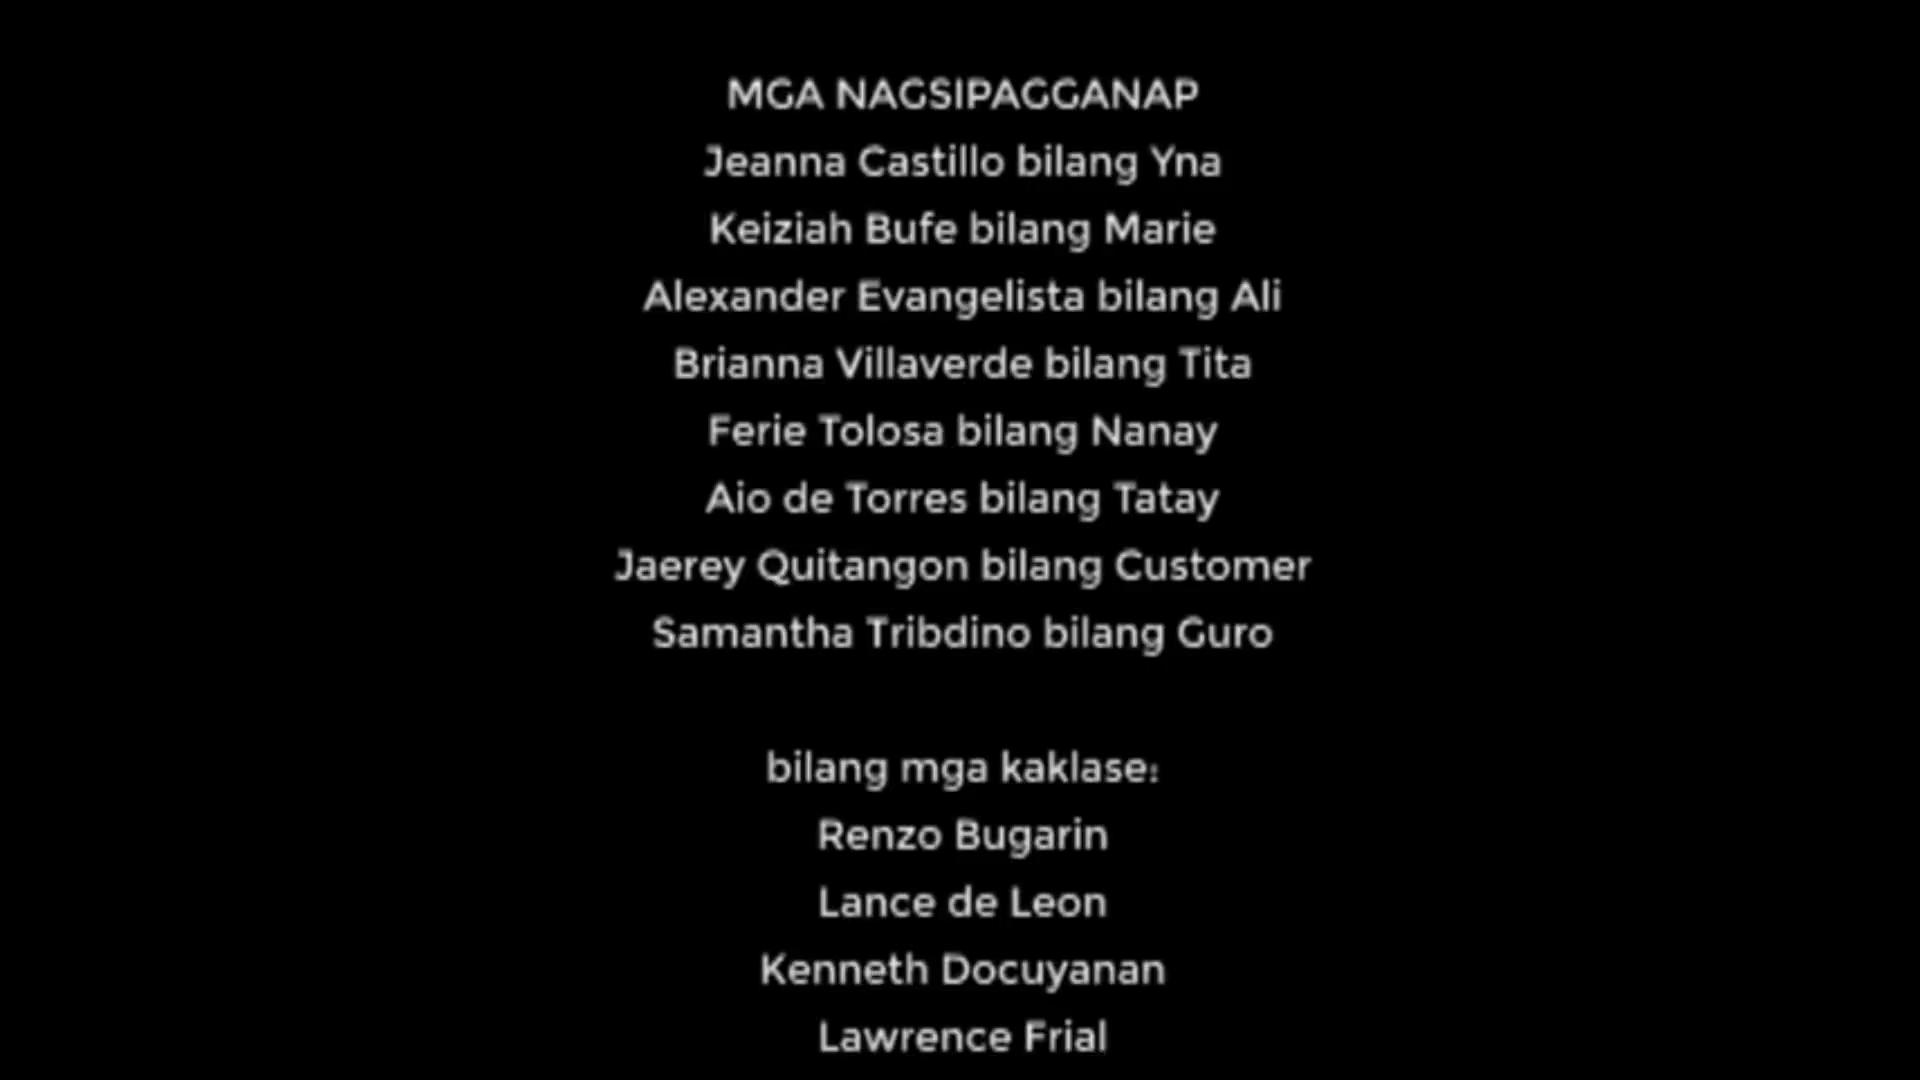 MGA NAGSIPAGGANAP
Jeanna Castillo bilang Yna
Keiziah Bufe bilang Marie
Alexander Evangelista bilang Ali
Brianna Villaverde bilang Tita
Ferie Tolosa bilang Nanay
Aio de Torres bilang Tatay
Jaerey Quitangon bilang Customer
Samantha Tribdino bilang Guro
bilang mga kaklase:
Renzo Bugarin
Lance de Leon
Kenneth Docuyanan
Lawrence Frial